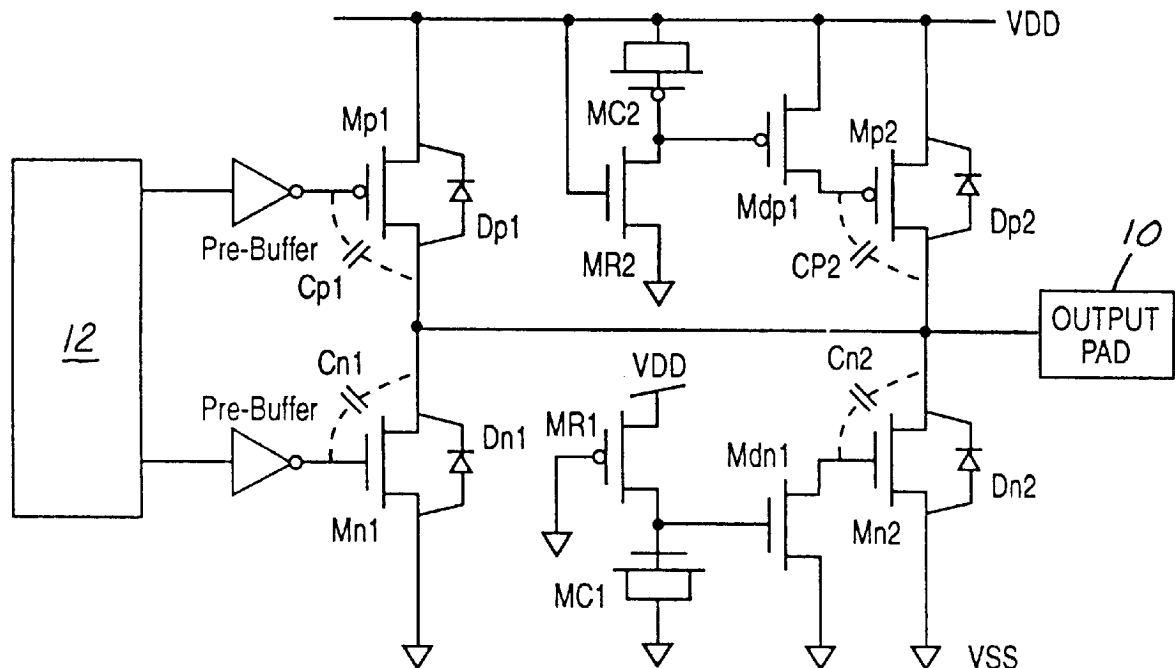 VDD
MC2
Mp1
Mp2
Mdp1
12
Pre-Buffer
Dp1
Cp1
MR2
CP2
Dp2
10
OUTPUT
PAD
Cn1
VDD
Cn2
Pre-Buffer
Dn1
MR1
Mdn1
Dn2
Mn1
Mn2
MC1
VSS